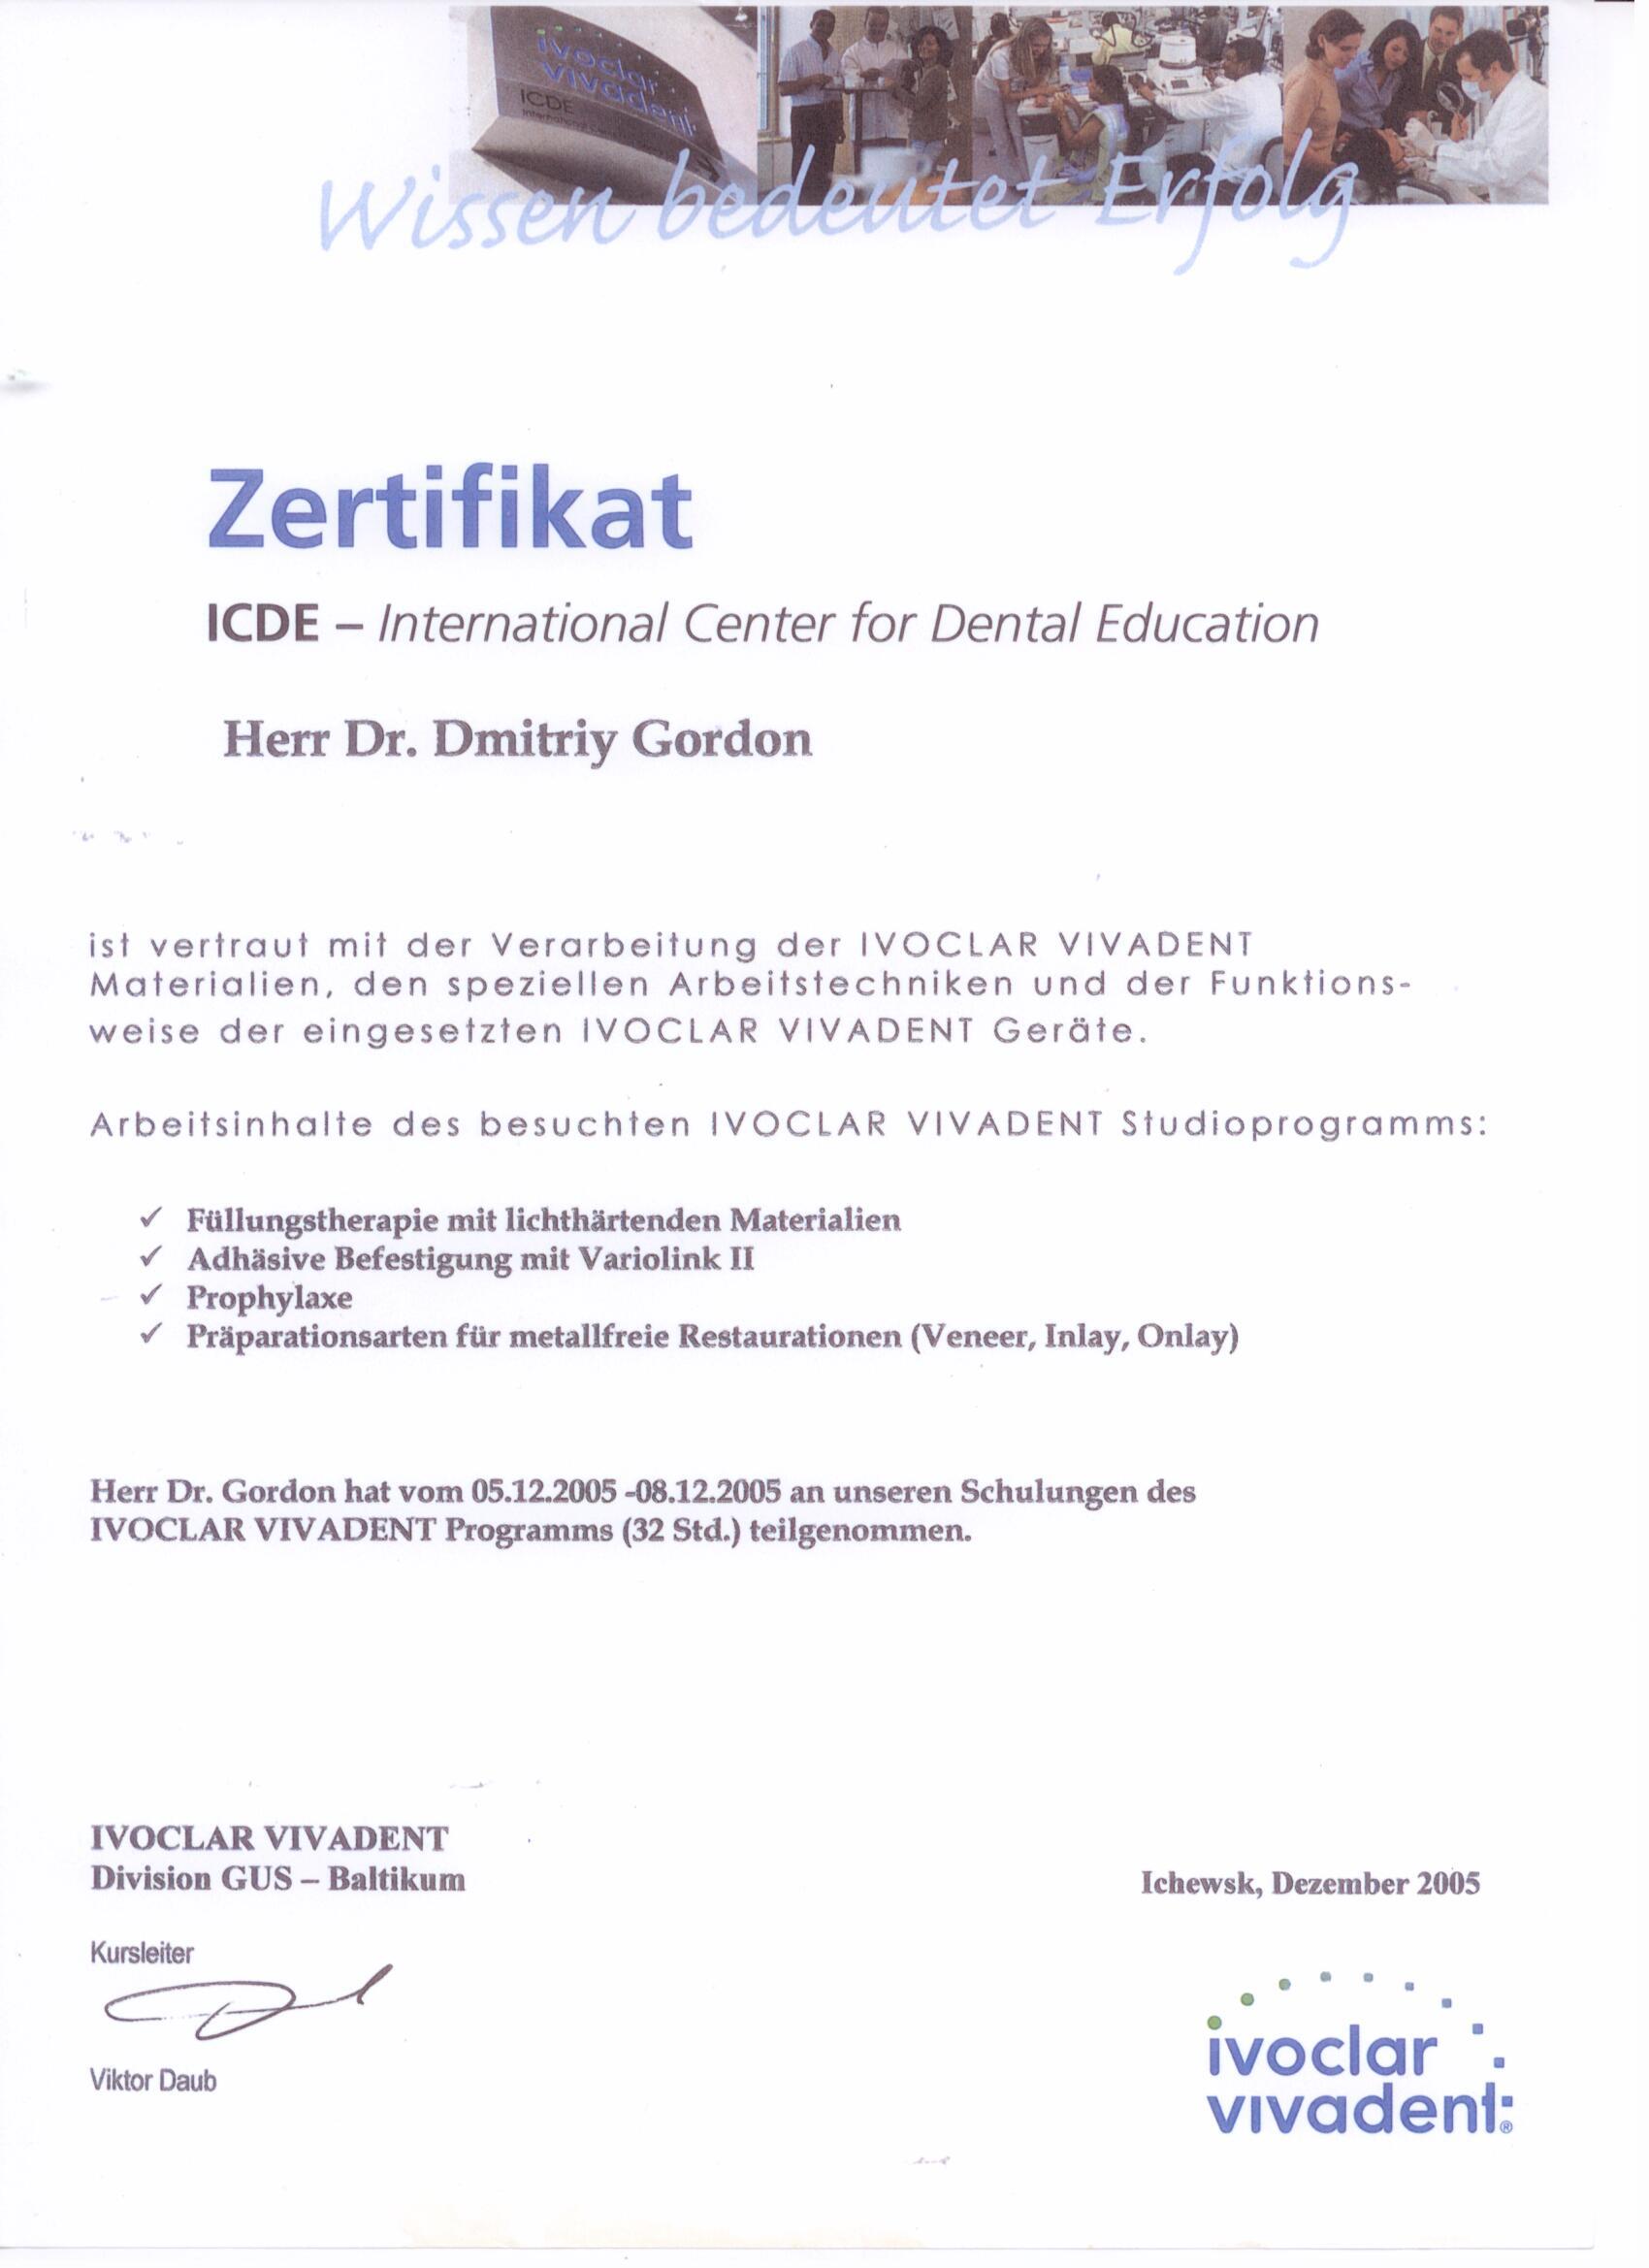 ivoclar
vivadent
ICDE
Wissen bedeutet Erfolg
Zertifikat
ICDE – International Center for Dental Education
Herr Dr. Dmitriy Gordon
ist vertraut mit der Verarbeitung der IVOCLAR VIVADENT
Materialien, den speziellen Arbeitstechniken und der Funktions-
weise der eingesetzten IVOCLAR VIVADENT Geräte.
Arbeitsinhalte des besuchten IVOCLAR VIVADENT Studioprogramms:
✓ Füllungstherapie mit lichthärtenden Materialien
✓ Adhäsive Befestigung mit Variolink II
✓ Prophylaxe
✓ Präparationsarten für metallfreie Restaurationen (Veneer, Inlay, Onlay)
Herr Dr. Gordon hat vom 05.12.2005 -08.12.2005 an unseren Schulungen des
IVOCLAR VIVADENT Programms (32 Std.) teilgenommen.
IVOCLAR VIVADENT
Division GUS – Baltikum
Ichewsk, Dezember 2005
Kursleiter
Viktor Daub
ivoclar
vivadent®